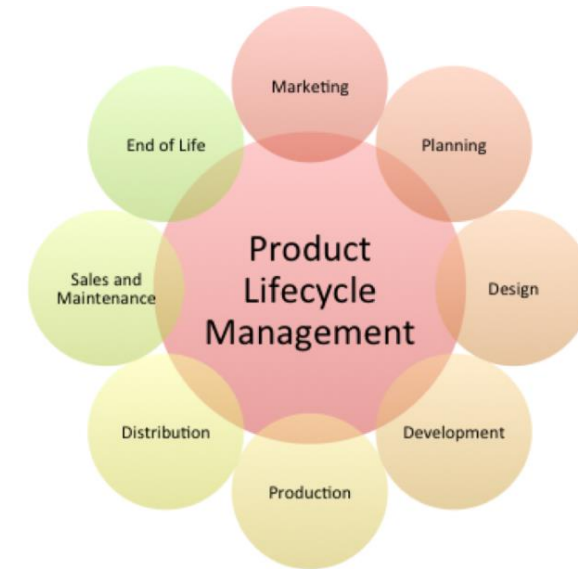 Marketing
Planning
Design
Development
Production
Distribution
Sales and
Maintenance
End of Life
Product
Lifecycle
Management